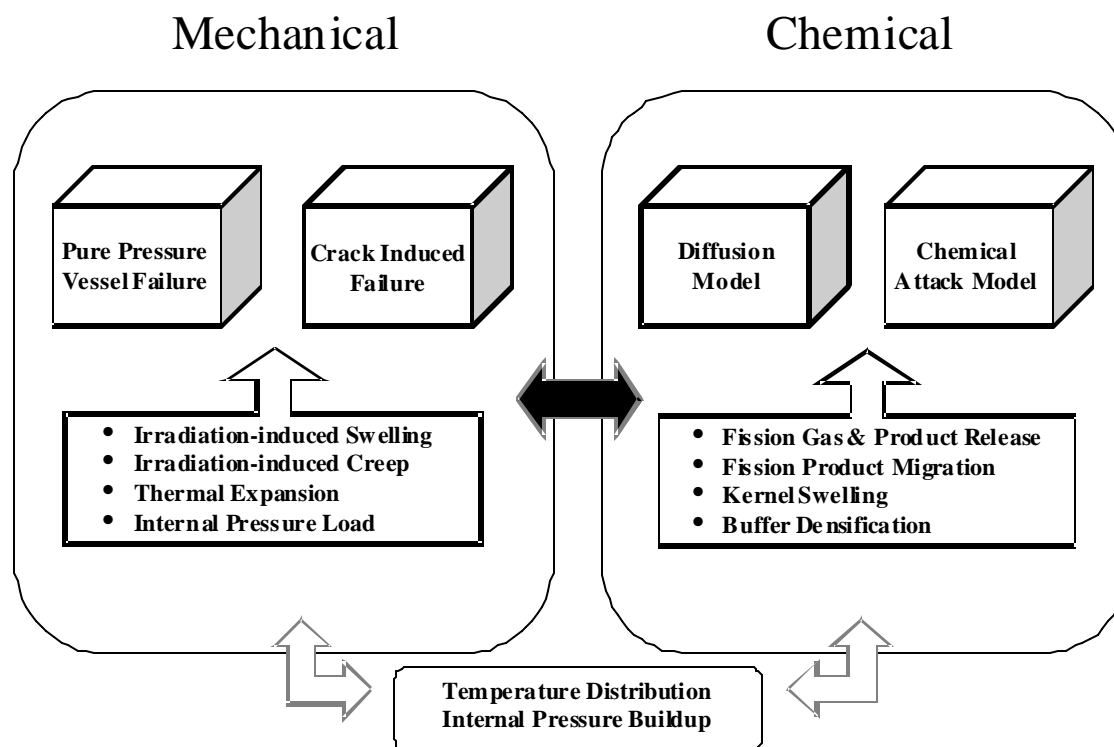 Mechanical
Chemical
Pure Pressure
Vessel Failure
Crack Induced
Failure
Diffusion
Model
Chemical
Attack Model
• Irradiation-induced Swelling
• Irradiation-induced Creep
• Thermal Expansion
• Internal Pressure Load
• Fission Gas & Product Release
• Fission Product Migration
• Kernel Swelling
• Buffer Densification
Temperature Distribution
Internal Pressure Buildup